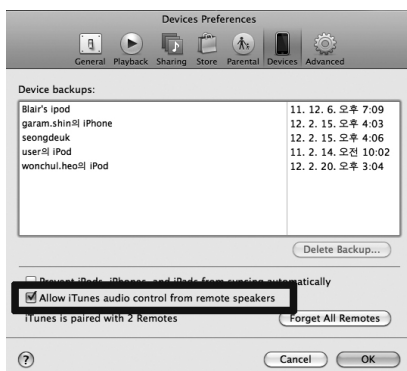 Devices Preferences
General Playback Sharing Store Parental Devices Advanced
Device backups:
Blair's ipod 11. 12. 6. 오후 7:09
garam.shin의 iPhone 12. 2. 15. 오후 4:03
seongdeuk 12. 2. 15. 오후 4:06
user의 iPod 11. 2. 14. 오전 10:02
wonchul.heo의 iPod 12. 2. 20. 오후 3:04
Delete Backup...
Prevent iPods, iPhones, and iPads from syncing automatically
Allow iTunes audio control from remote speakers
iTunes is paired with 2 Remotes Forget All Remotes
? Cancel OK